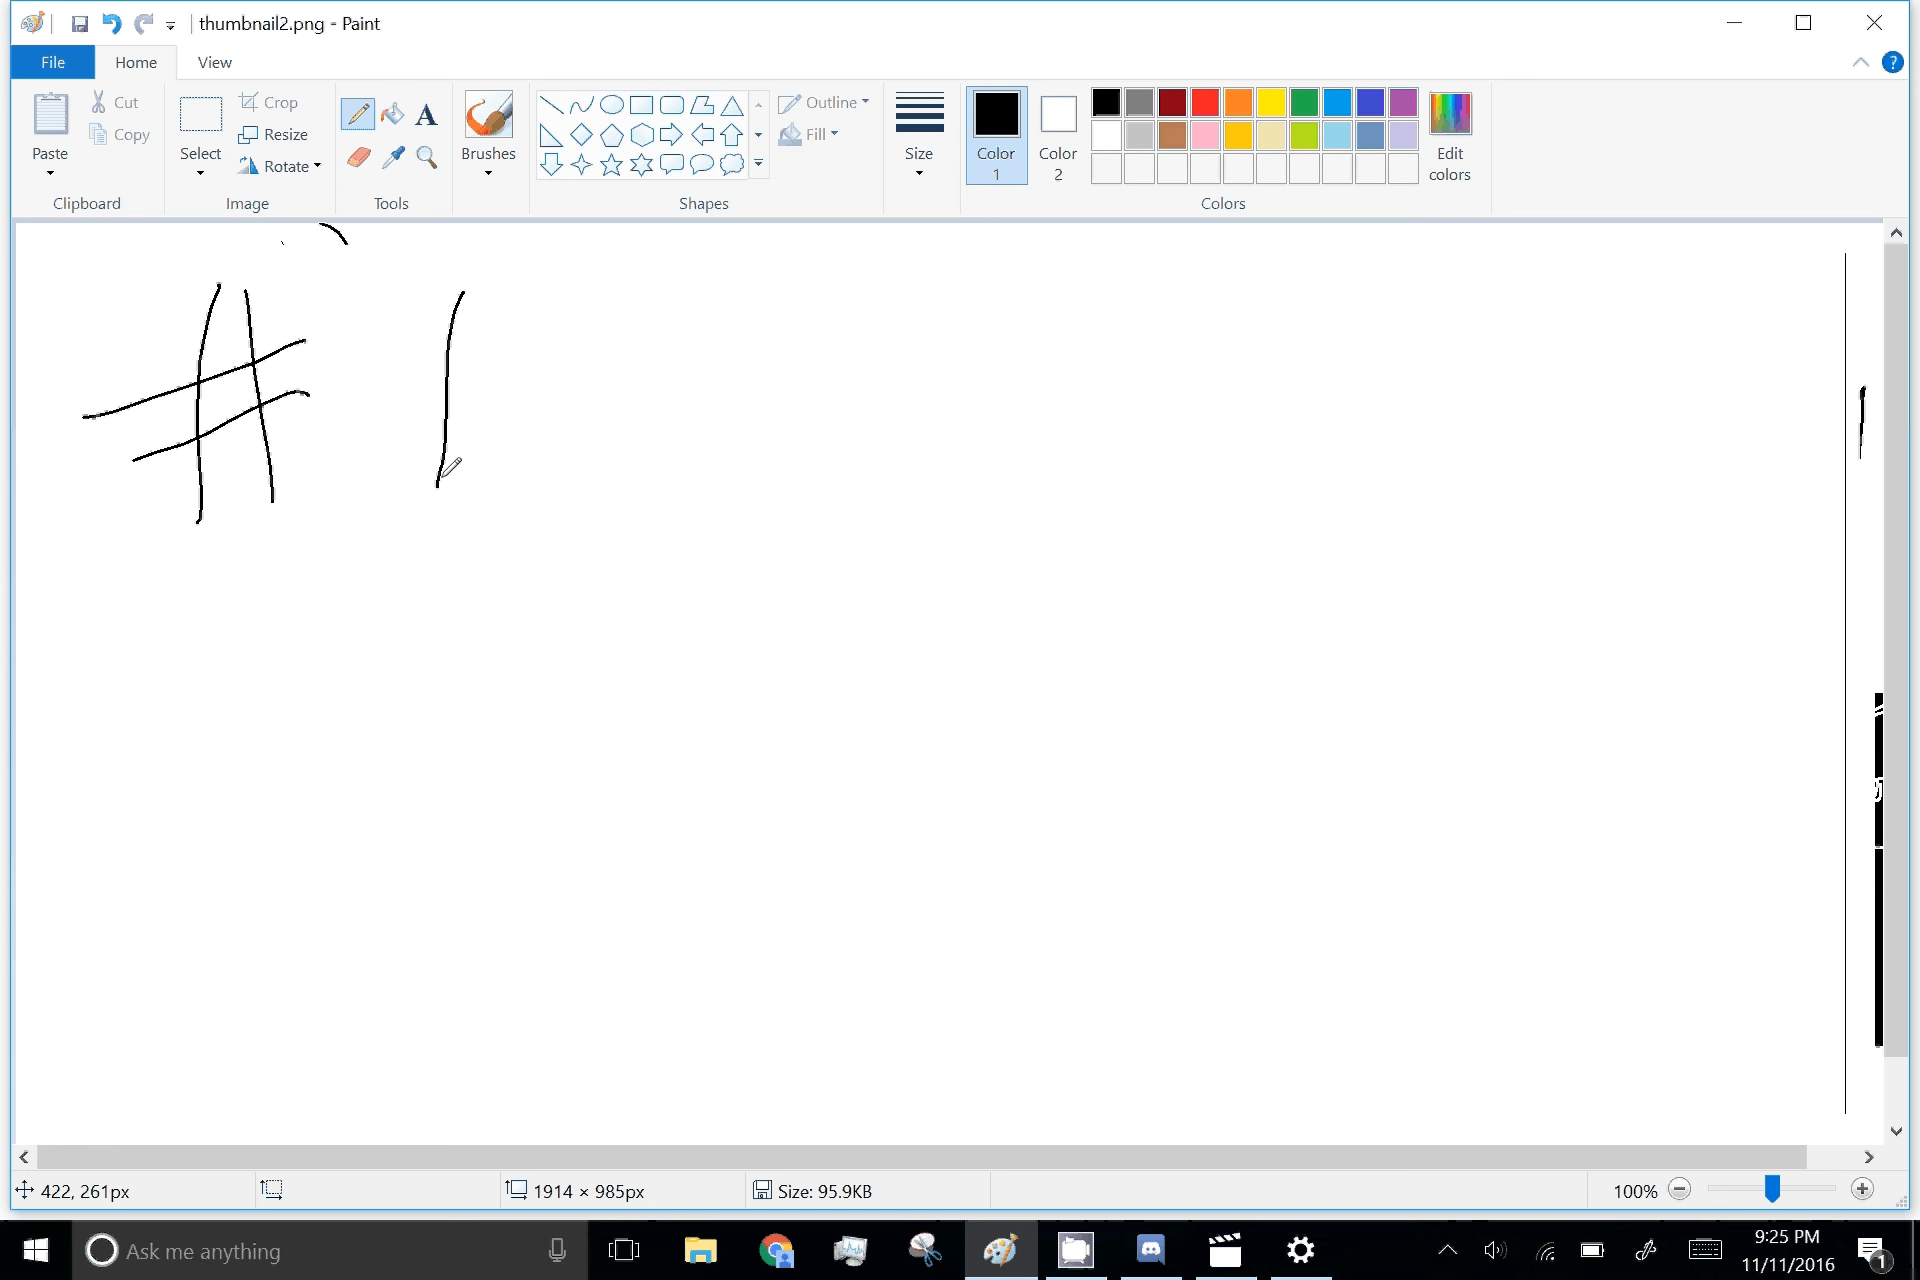 thumbnail2.png - Paint
File Home View
Paste
Cut
Copy
Clipboard
Select
Crop
Resize
Rotate
Image
A
Tools
Brushes
Shapes
Outline
Fill
Size
Color 1
Color 2
Edit colors
Colors
?
# 1
422, 261px
1914 × 985px
Size: 95.9KB
100%
Ask me anything
9:25 PM
11/11/2016
1